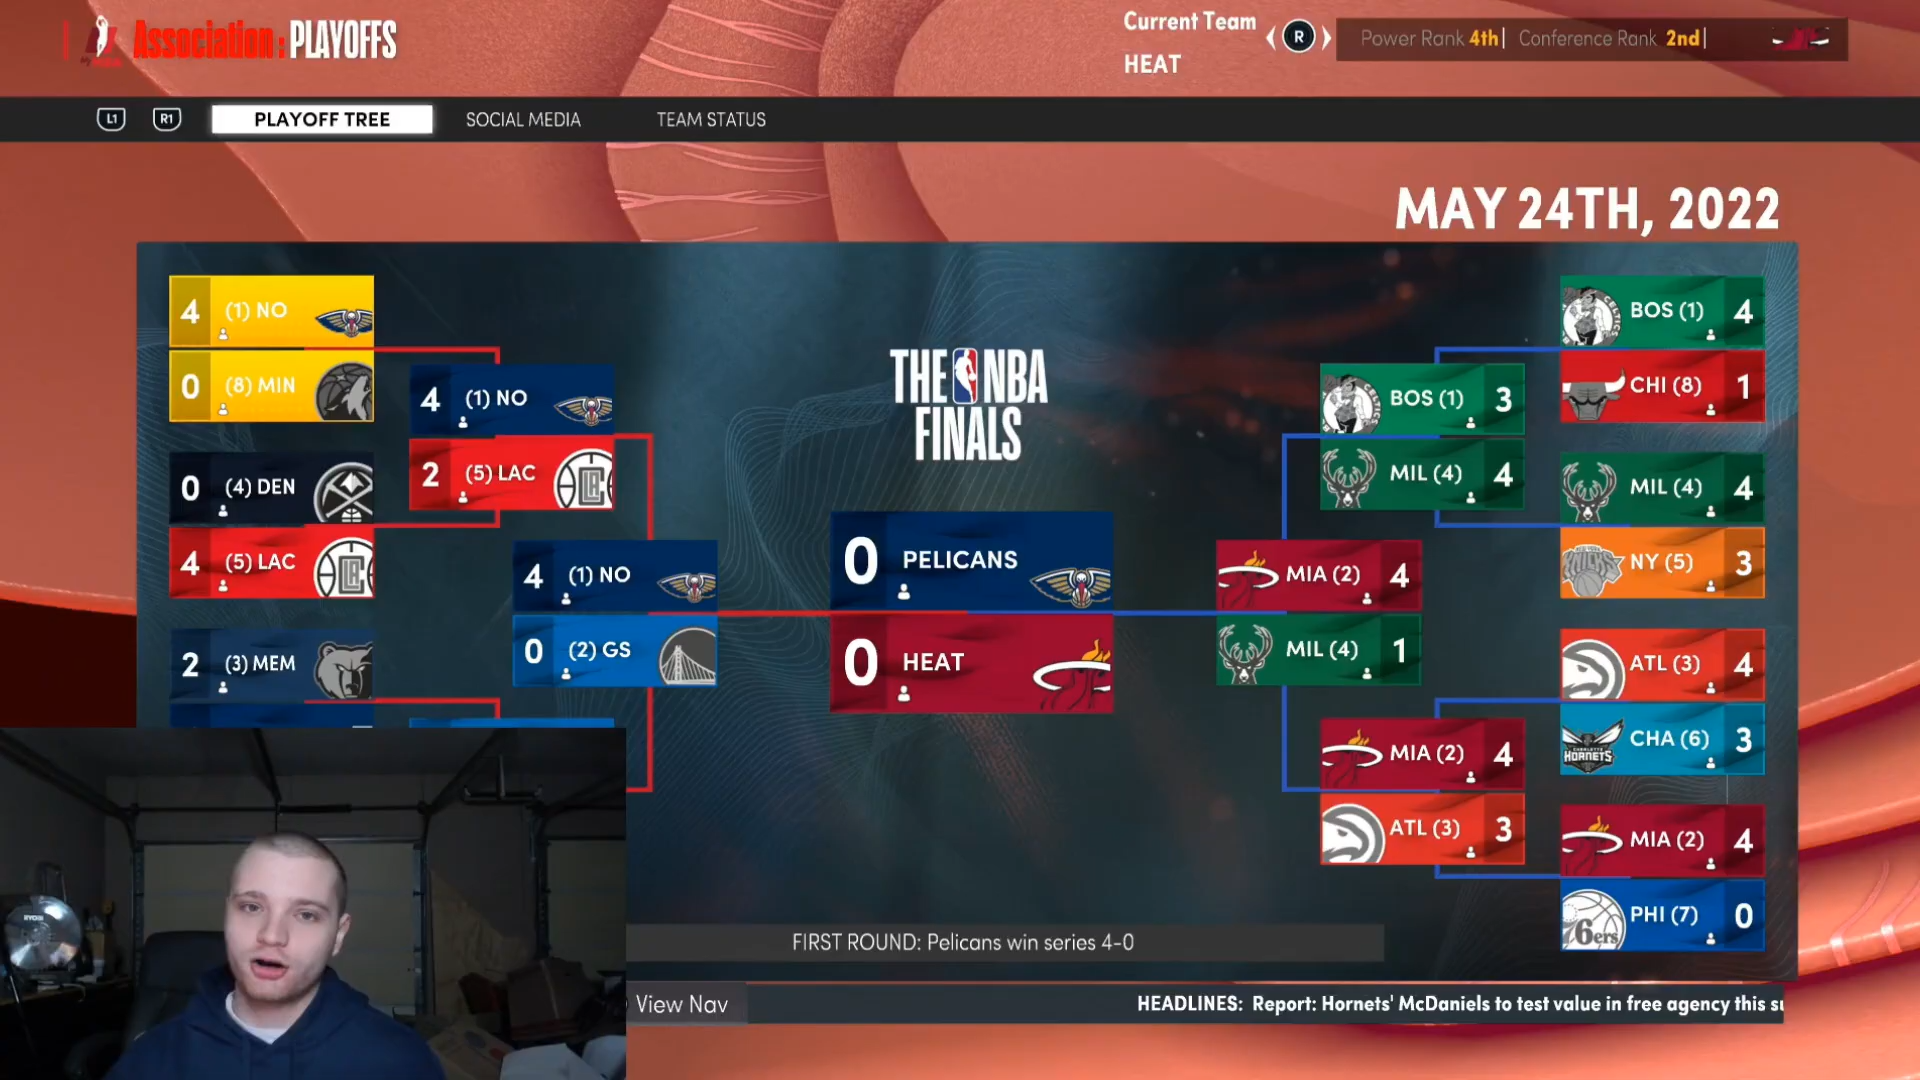 Association: PLAYOFFS
Current Team
HEAT
R
Power Rank 4th| Conference Rank 2nd|
L1 R1 PLAYOFF TREE SOCIAL MEDIA TEAM STATUS
MAY 24TH, 2022
4 (1) NO
0 (8) MIN
4 (1) NO
2 (5) LAC
0 (4) DEN
4 (5) LAC
4 (1) NO
0 (2) GS
2 (3) MEM
THE NBA
FINALS
0 PELICANS
0 HEAT
BOS (1) 4
CHI (8) 1
BOS (1) 3
MIL (4) 4
MIL (4) 4
NY (5) 3
MIA (2) 4
MIL (4) 1
ATL (3) 4
CHA (6) 3
MIA (2) 4
ATL (3) 3
MIA (2) 4
PHI (7) 0
CELTICS
KNICKS
HORNETS
76ers
RYOBI
FIRST ROUND: Pelicans win series 4-0
View Nav
HEADLINES: Report: Hornets' McDaniels to test value in free agency this su